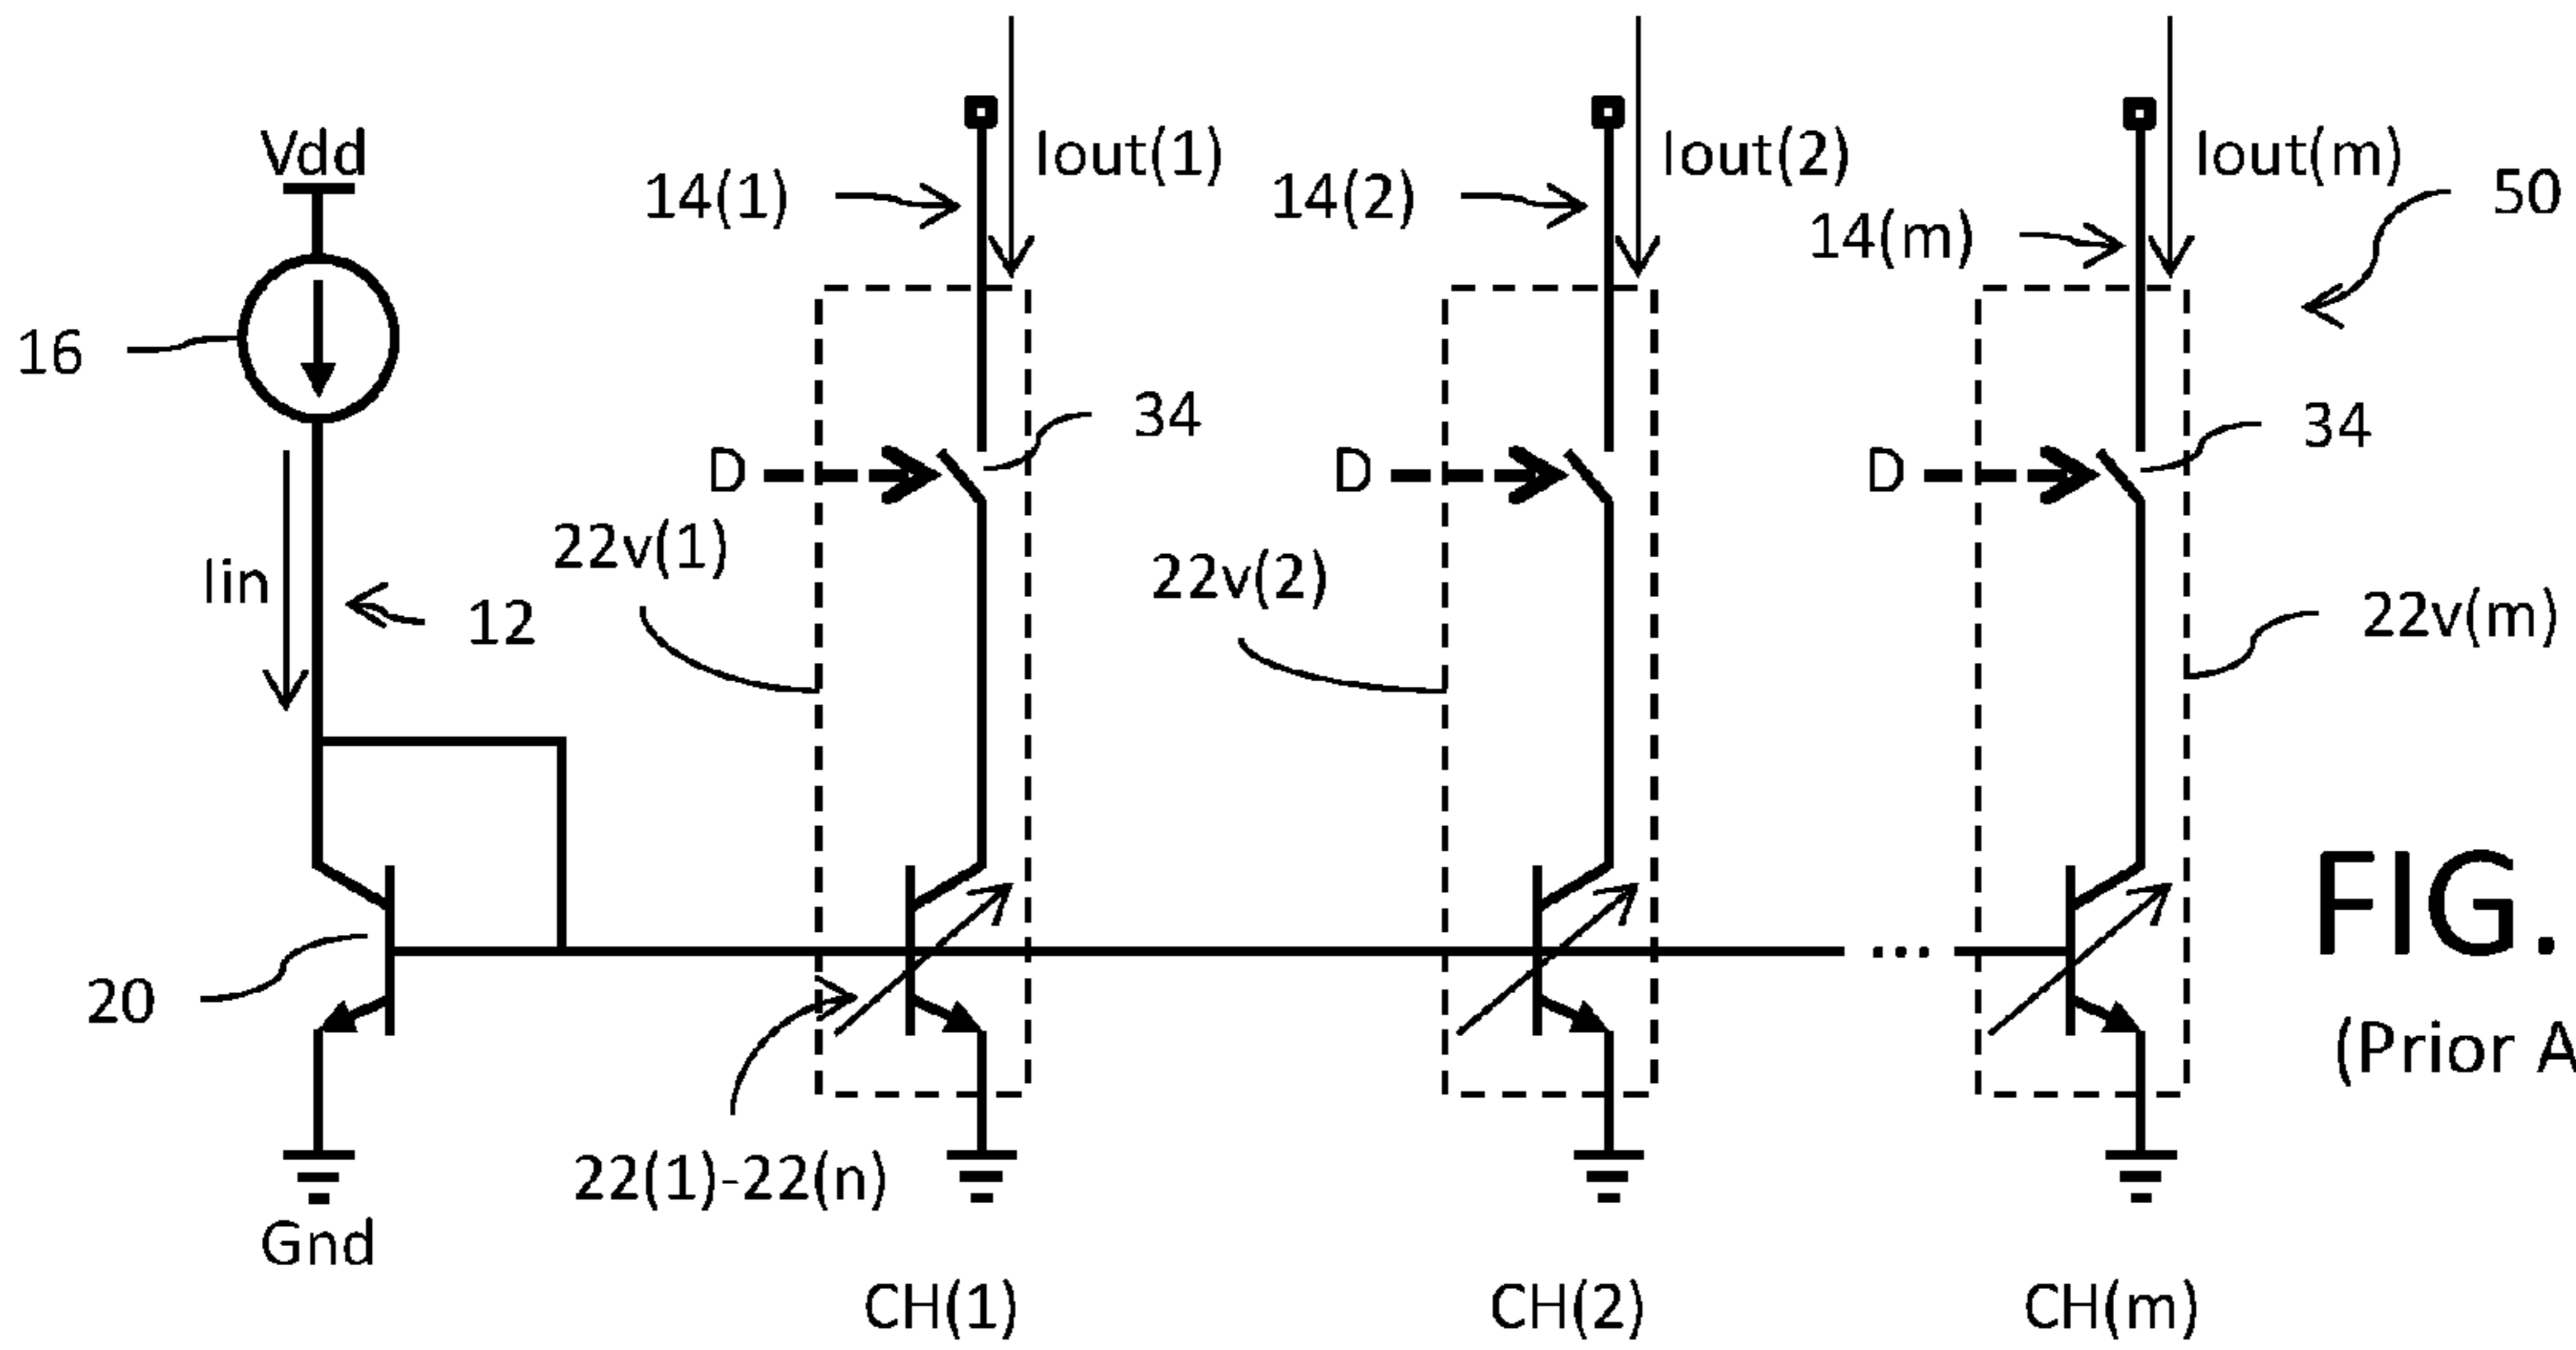 Vdd
Iout(1)
Iout(2)
Iout(m)
14(1)
14(2)
14(m)
50
16
34
34
D
D
D
22v(1)
22v(2)
22v(m)
Iin
12
FIG.
20
(Prior A
22(1)-22(n)
Gnd
CH(1)
CH(2)
...
CH(m)